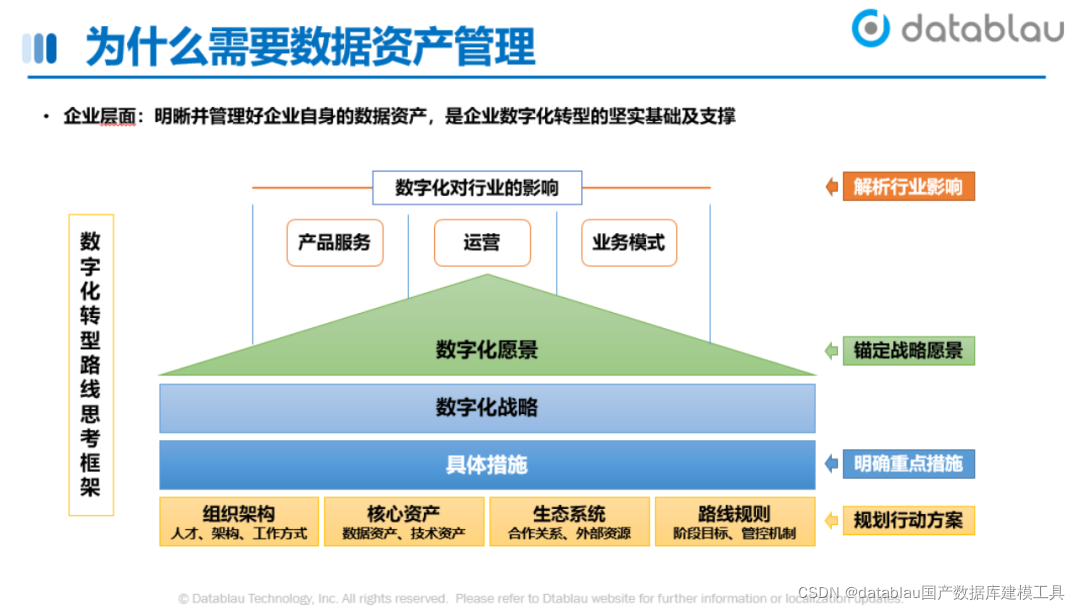 为什么需要数据资产管理
datablau
• 企业层面：明晰并管理好企业自身的数据资产，是企业数字化转型的坚实基础及支撑
数字化对行业的影响
解析行业影响
产品服务
运营
业务模式
数字化转型路线思考框架
数字化愿景
锚定战略愿景
数字化战略
具体措施
明确重点措施
组织架构
人才、架构、工作方式
核心资产
数据资产、技术资产
生态系统
合作关系、外部资源
路线规则
阶段目标、管控机制
规划行动方案
© Datablau Technology, Inc. All rights reserved. Please refer to Dtablau website for further information or localization updates.
CSDN @datablau国产数据库建模工具